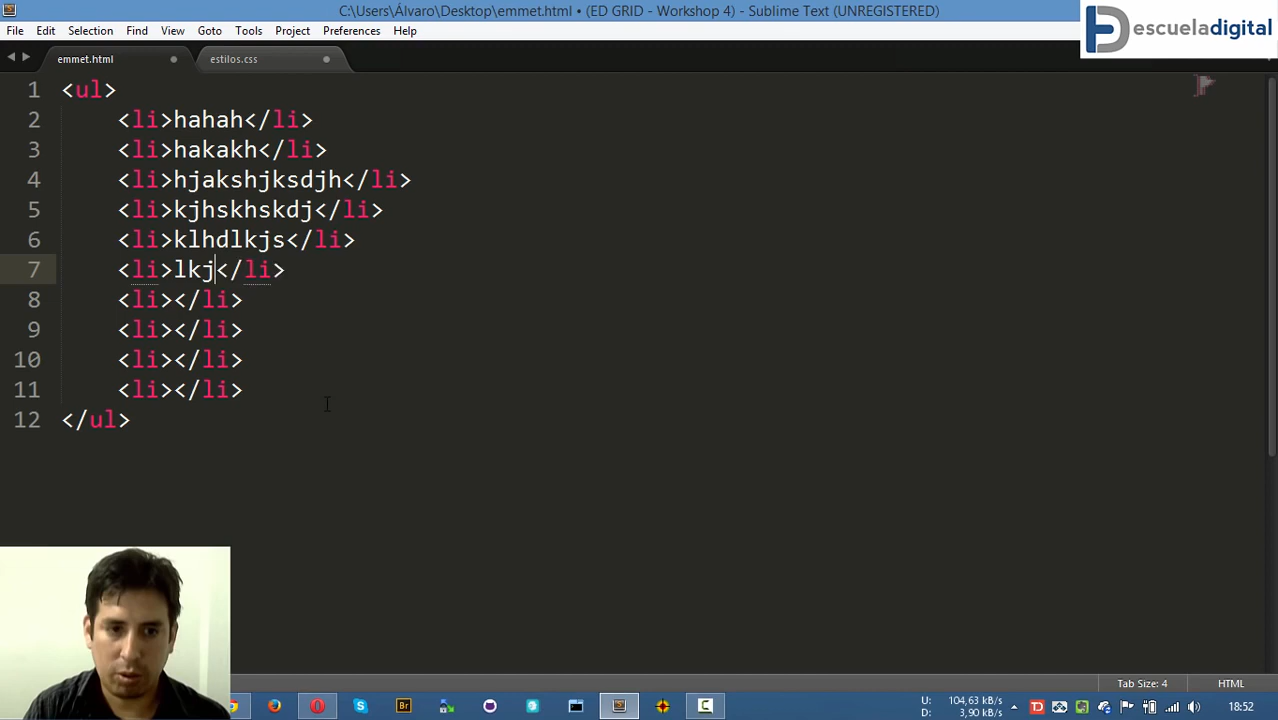 C:\Users\Álvaro\Desktop\emmet.html • (ED GRID - Workshop 4) - Sublime Text (UNREGISTERED)
escueladigital
File Edit Selection Find View Goto Tools Project Preferences Help
emmet.html estilos.css
1 <ul>
2 <li>hahah</li>
3 <li>hakakh</li>
4 <li>hjakshjksdjh</li>
5 <li>kjhskhskdj</li>
6 <li>klhdlkjs</li>
7 <li>lkj</li>
8 <li></li>
9 <li></li>
10 <li></li>
11 <li></li>
12 </ul>
Tab Size: 4 HTML
Br
U: 104,63 kB/s
D: 3,90 kB/s
18:52